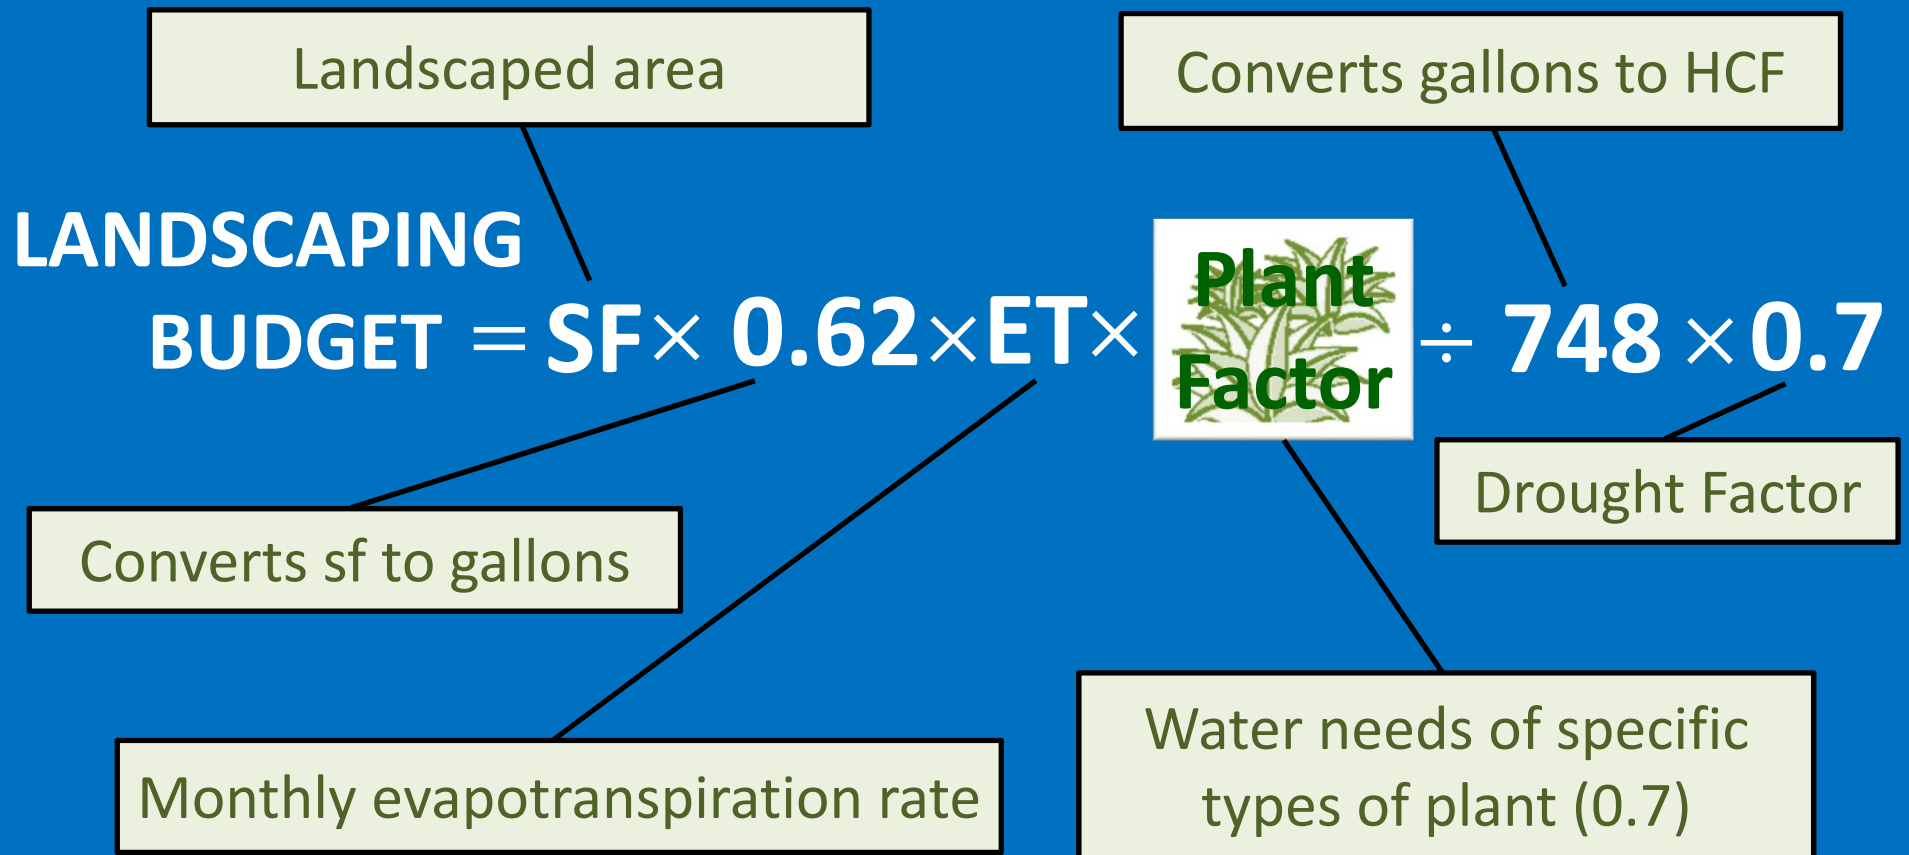 Landscaped area
Converts gallons to HCF
LANDSCAPING
BUDGET = SF × 0.62 × ET × Plant Factor ÷ 748 × 0.7
Drought Factor
Converts sf to gallons
Water needs of specific
types of plant (0.7)
Monthly evapotranspiration rate